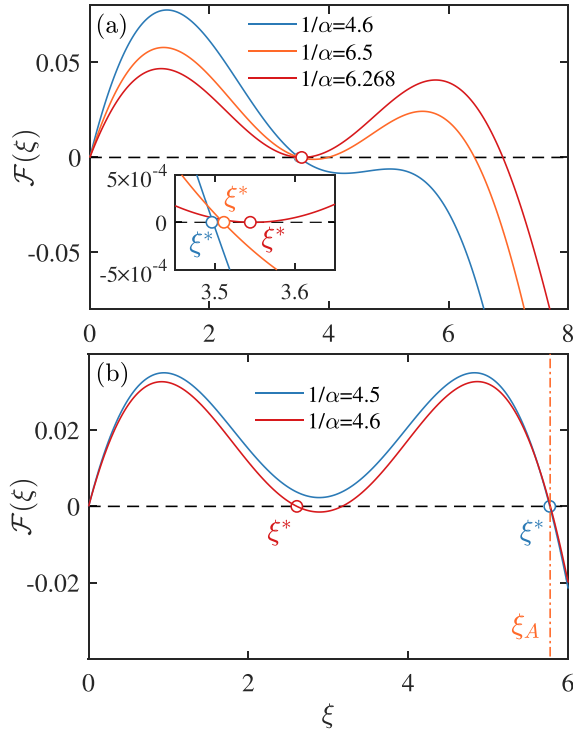 (a)
1/α=4.6
1/α=6.5
1/α=6.268
0.05
0
-0.05
ℱ(ξ)
5×10⁻⁴
0
-5×10⁻⁴
ξ*
ξ*
ξ*
3.5 3.6
0 2 4 6 8
(b)
1/α=4.5
1/α=4.6
0.02
0
-0.02
ℱ(ξ)
ξ*
ξ*
ξ_A
0 2 4 6
ξ